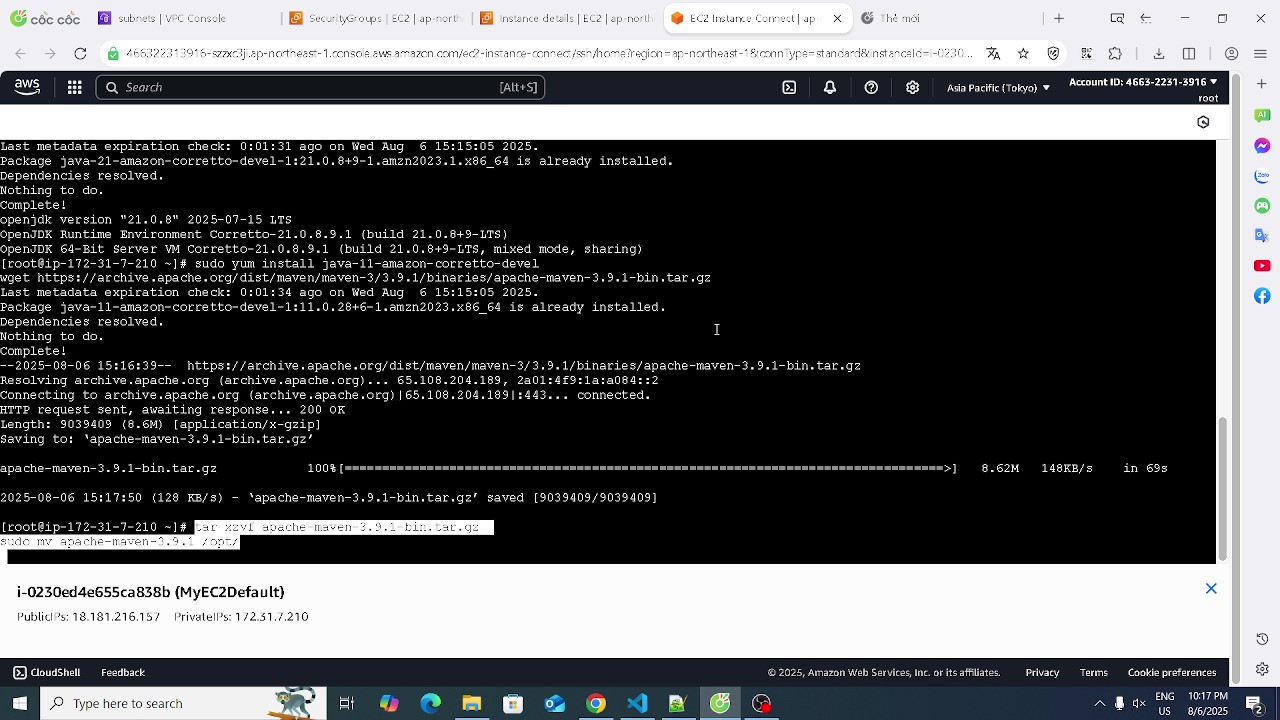 cốc cốc
subnets | VPC Console
SecurityGroups | EC2 | ap-north
Instance details | EC2 | ap-north
EC2 Instance Connect | ap-
Thẻ mới
466322313916-szzxc3ji.ap-northeast-1.console.aws.amazon.com/ec2-instance-connect/ssh/home?region=ap-northeast-1&connType=standard&instanceId=i-0230...
aws
Search
[Alt+S]
Asia Pacific (Tokyo)
Account ID: 4663-2231-3916
root
Last metadata expiration check: 0:01:31 ago on Wed Aug  6 15:15:05 2025.
Package java-21-amazon-corretto-devel-1:21.0.8+9-1.amzn2023.1.x86_64 is already installed.
Dependencies resolved.
Nothing to do.
Complete!
openjdk version "21.0.8" 2025-07-15 LTS
OpenJDK Runtime Environment Corretto-21.0.8.9.1 (build 21.0.8+9-LTS)
OpenJDK 64-Bit Server VM Corretto-21.0.8.9.1 (build 21.0.8+9-LTS, mixed mode, sharing)
[root@ip-172-31-7-210 ~]# sudo yum install java-11-amazon-corretto-devel
wget https://archive.apache.org/dist/maven/maven-3/3.9.1/binaries/apache-maven-3.9.1-bin.tar.gz
Last metadata expiration check: 0:01:34 ago on Wed Aug  6 15:15:05 2025.
Package java-11-amazon-corretto-devel-1:11.0.28+6-1.amzn2023.x86_64 is already installed.
Dependencies resolved.
Nothing to do.
Complete!
--2025-08-06 15:16:39--  https://archive.apache.org/dist/maven/maven-3/3.9.1/binaries/apache-maven-3.9.1-bin.tar.gz
Resolving archive.apache.org (archive.apache.org)... 65.108.204.189, 2a01:4f9:1a:a084::2
Connecting to archive.apache.org (archive.apache.org)|65.108.204.189|:443... connected.
HTTP request sent, awaiting response... 200 OK
Length: 9039409 (8.6M) [application/x-gzip]
Saving to: ‘apache-maven-3.9.1-bin.tar.gz’
apache-maven-3.9.1-bin.tar.gz            100%[================================================================================>]   8.62M   148KB/s    in 69s
2025-08-06 15:17:50 (128 KB/s) - ‘apache-maven-3.9.1-bin.tar.gz’ saved [9039409/9039409]
[root@ip-172-31-7-210 ~]# tar xzvf apache-maven-3.9.1-bin.tar.gz
sudo mv apache-maven-3.9.1 /opt/
i-0230ed4e655ca838b (MyEC2Default)
PublicIPs: 18.181.216.157    PrivateIPs: 172.31.7.210
CloudShell
Feedback
© 2025, Amazon Web Services, Inc. or its affiliates.
Privacy
Terms
Cookie preferences
AI
Zalo
Type here to search
ENG
US
10:17 PM
8/6/2025
2